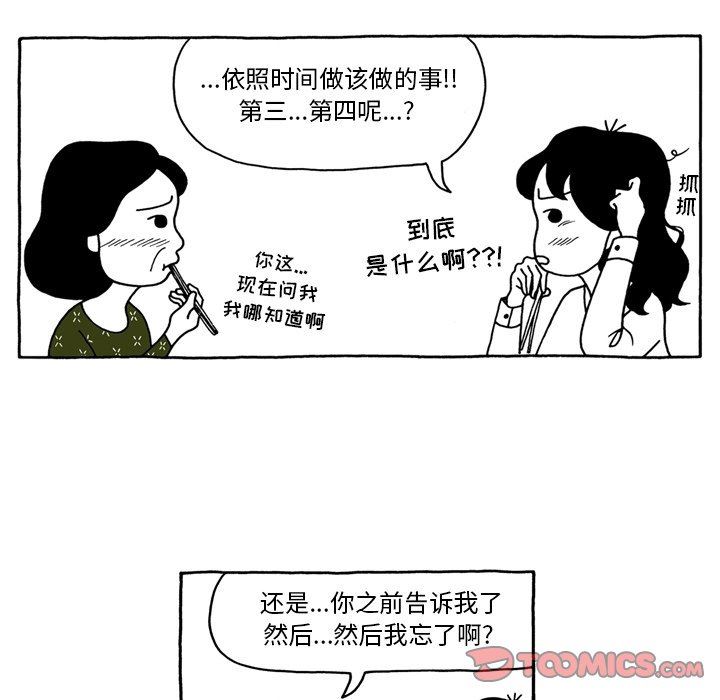 ...依照时间做该做的事!!
第三...第四呢...?
抓
抓
到底
是什么啊??!
你这...
现在问我
我哪知道啊
还是...你之前告诉我了
然后...然后我忘了啊?
TOOMICS.COM